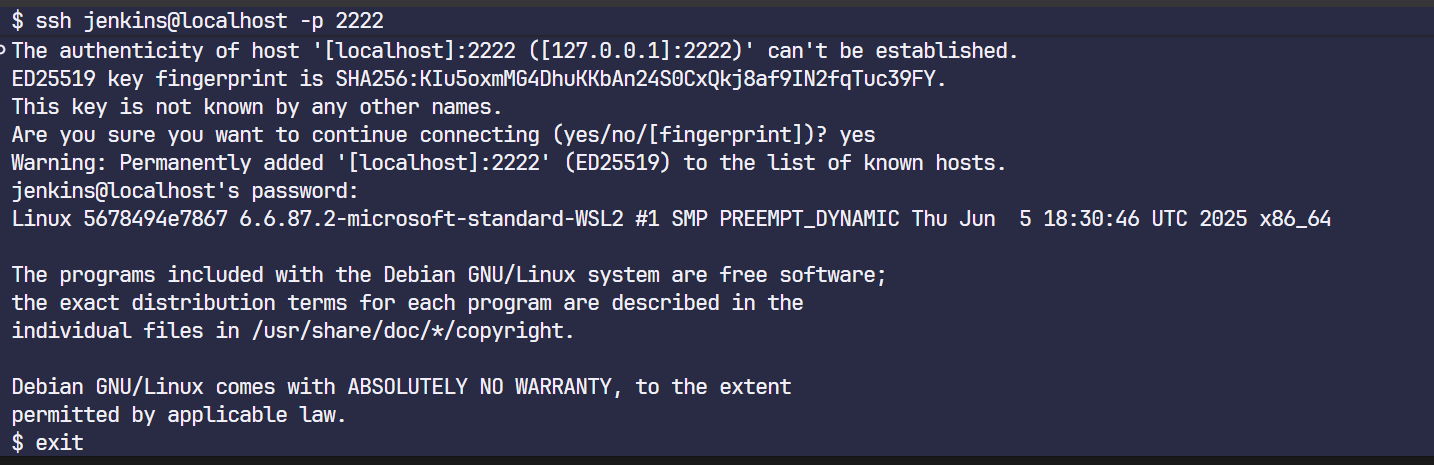 $ ssh jenkins@localhost -p 2222
The authenticity of host '[localhost]:2222 ([127.0.0.1]:2222)' can't be established.
ED25519 key fingerprint is SHA256:KIu5oxmMG4DhuKKbAn24S0CxQkj8af9IN2fqTuc39FY.
This key is not known by any other names.
Are you sure you want to continue connecting (yes/no/[fingerprint])? yes
Warning: Permanently added '[localhost]:2222' (ED25519) to the list of known hosts.
jenkins@localhost's password:
Linux 5678494e7867 6.6.87.2-microsoft-standard-WSL2 #1 SMP PREEMPT_DYNAMIC Thu Jun  5 18:30:46 UTC 2025 x86_64
The programs included with the Debian GNU/Linux system are free software;
the exact distribution terms for each program are described in the
individual files in /usr/share/doc/*/copyright.
Debian GNU/Linux comes with ABSOLUTELY NO WARRANTY, to the extent
permitted by applicable law.
$ exit